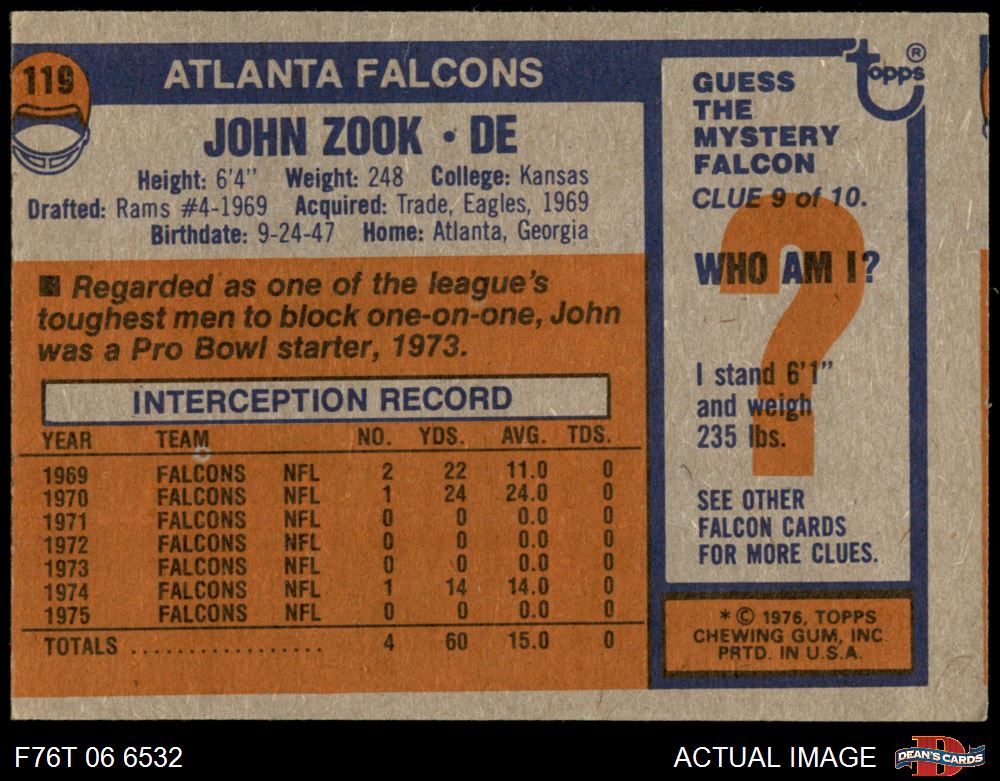 119
ATLANTA FALCONS
JOHN ZOOK • DE
Height: 6'4" Weight: 248 College: Kansas
Drafted: Rams #4-1969 Acquired: Trade, Eagles, 1969
Birthdate: 9-24-47 Home: Atlanta, Georgia
■ Regarded as one of the league's
toughest men to block one-on-one, John
was a Pro Bowl starter, 1973.
INTERCEPTION RECORD
YEAR TEAM NO. YDS. AVG. TDS.
1969 FALCONS NFL 2 22 11.0 0
1970 FALCONS NFL 1 24 24.0 0
1971 FALCONS NFL 0 0 0.0 0
1972 FALCONS NFL 0 0 0.0 0
1973 FALCONS NFL 0 0 0.0 0
1974 FALCONS NFL 1 14 14.0 0
1975 FALCONS NFL 0 0 0.0 0
TOTALS .................. 4 60 15.0 0
topps ®
GUESS
THE
MYSTERY
FALCON
CLUE 9 of 10.
?
WHO AM I?
I stand 6'1"
and weigh
235 lbs.
SEE OTHER
FALCON CARDS
FOR MORE CLUES.
* © 1976, TOPPS
CHEWING GUM, INC.
PRTD. IN U.S.A.
F76T 06 6532
ACTUAL IMAGE
D
DEAN'S CARDS